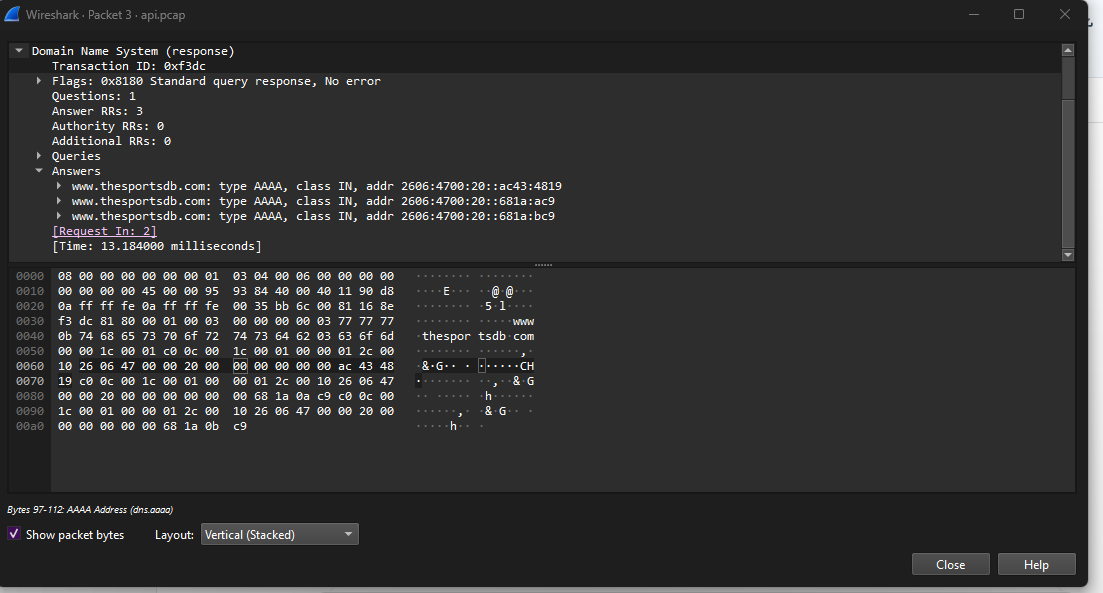 Wireshark · Packet 3 · api.pcap
Domain Name System (response)
Transaction ID: 0xf3dc
Flags: 0x8180 Standard query response, No error
Questions: 1
Answer RRs: 3
Authority RRs: 0
Additional RRs: 0
Queries
Answers
www.thesportsdb.com: type AAAA, class IN, addr 2606:4700:20::ac43:4819
www.thesportsdb.com: type AAAA, class IN, addr 2606:4700:20::681a:ac9
www.thesportsdb.com: type AAAA, class IN, addr 2606:4700:20::681a:bc9
[Request In: 2]
[Time: 13.184000 milliseconds]
0000 08 00 00 00 00 00 00 01 03 04 00 06 00 00 00 00 ········ ········
0010 00 00 00 00 45 00 00 95 93 84 40 00 40 11 90 d8 ····E··· ··@·@···
0020 0a ff ff fe 0a ff ff fe 00 35 bb 6c 00 81 16 8e ········ ·5·l····
0030 f3 dc 81 80 00 01 00 03 00 00 00 00 03 77 77 77 ········ ·····www
0040 0b 74 68 65 73 70 6f 72 74 73 64 62 03 63 6f 6d ·thespor tsdb·com
0050 00 00 1c 00 01 c0 0c 00 1c 00 01 00 00 01 2c 00 ········ ······,·
0060 10 26 06 47 00 00 20 00 00 00 00 00 00 ac 43 48 ·&·G·· · ······CH
0070 19 c0 0c 00 1c 00 01 00 00 01 2c 00 10 26 06 47 ········ ··,··&·G
0080 00 00 20 00 00 00 00 00 00 68 1a 0a c9 c0 0c 00 ·· ····· ·h······
0090 1c 00 01 00 00 01 2c 00 10 26 06 47 00 00 20 00 ······,· ·&·G·· ·
00a0 00 00 00 00 00 68 1a 0b c9 ·····h·· ·
Bytes 97-112: AAAA Address (dns.aaaa)
Show packet bytes Layout: Vertical (Stacked)
Close Help